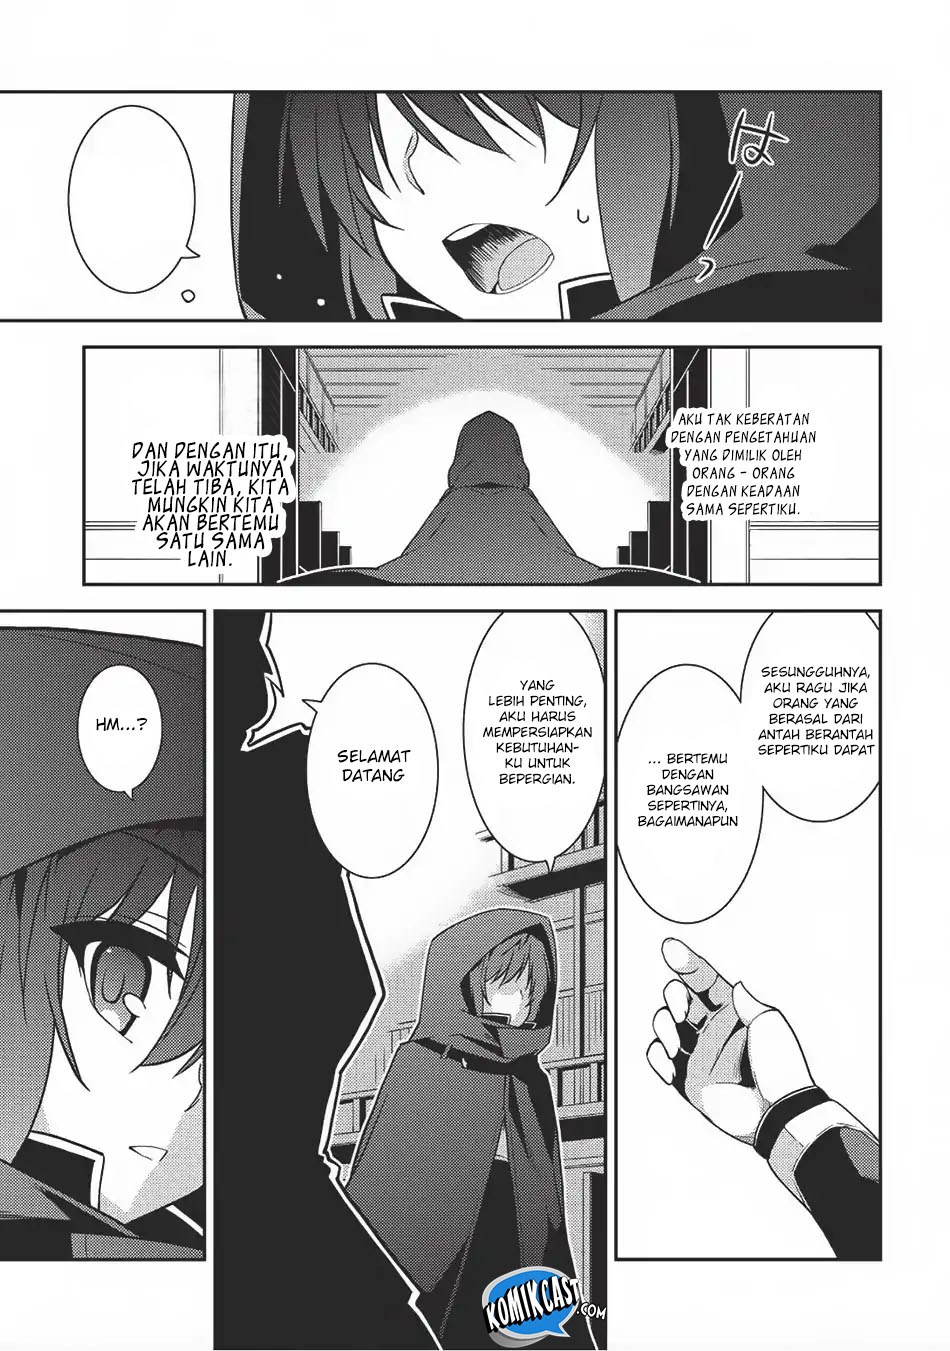 はーっ
AKU TAK KEBERATAN
DENGAN PENGETAHUAN
YANG DIMILIK OLEH
ORANG - ORANG
DENGAN KEADAAN
SAMA SEPERTIKU.
DAN DENGAN ITU,
JIKA WAKTUNYA
TELAH TIBA, KITA
MUNGKIN KITA
AKAN BERTEMU
SATU SAMA
LAIN.
SESUNGGUHNYA,
AKU RAGU JIKA
ORANG YANG
BERASAL DARI
ANTAH BERANTAH
SEPERTIKU DAPAT
... BERTEMU
DENGAN
BANGSAWAN
SEPERTINYA,
BAGAIMANAPUN
YANG
LEBIH PENTING,
AKU HARUS
MEMPERSIAPKAN
KEBUTUHAN-
KU UNTUK
BEPERGIAN.
SELAMAT
DATANG
HM...?
KOMIKCAST
.COM